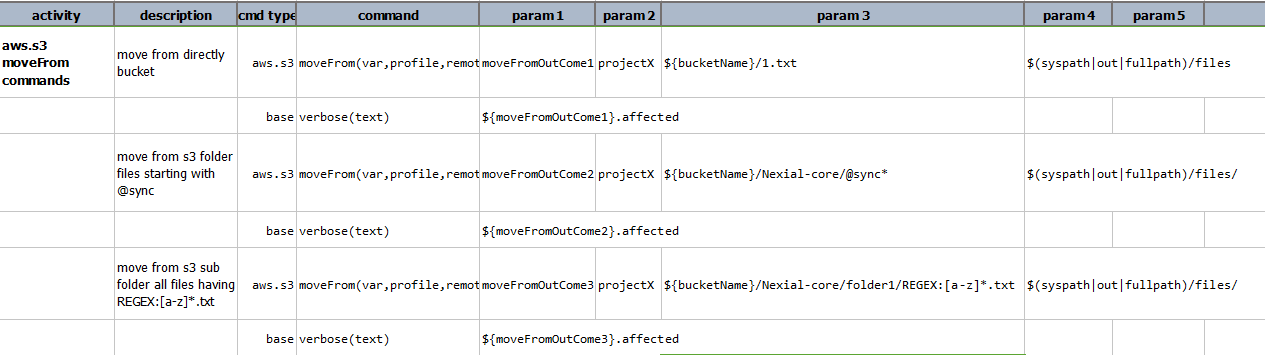 activity description cmd type command param 1 param 2 param 3 param 4 param 5
aws.s3
moveFrom
commands
move from directly
bucket
aws.s3 moveFrom(var,profile,remot moveFromOutCome1 projectX ${bucketName}/1.txt $(syspath|out|fullpath)/files
base verbose(text) ${moveFromOutCome1}.affected
move from s3 folder
files starting with
@sync
aws.s3 moveFrom(var,profile,remot moveFromOutCome2 projectX ${bucketName}/Nexial-core/@sync* $(syspath|out|fullpath)/files/
base verbose(text) ${moveFromOutCome2}.affected
move from s3 sub
folder all files having
REGEX:[a-z]*.txt
aws.s3 moveFrom(var,profile,remot moveFromOutCome3 projectX ${bucketName}/Nexial-core/folder1/REGEX:[a-z]*.txt $(syspath|out|fullpath)/files/
base verbose(text) ${moveFromOutCome3}.affected